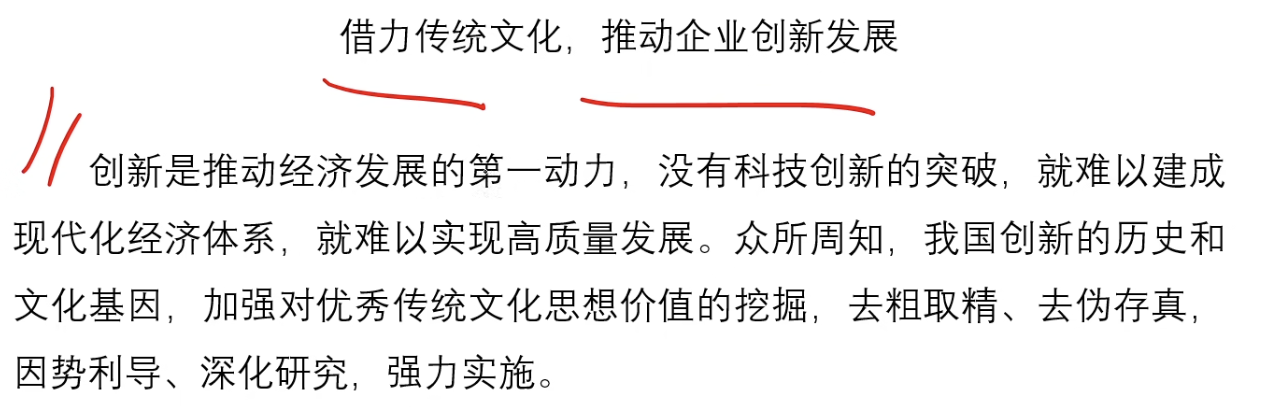 借力传统文化，推动企业创新发展
创新是推动经济发展的第一动力，没有科技创新的突破，就难以建成
现代化经济体系，就难以实现高质量发展。众所周知，我国创新的历史和
文化基因，加强对优秀传统文化思想价值的挖掘，去粗取精、去伪存真，
因势利导、深化研究，强力实施。